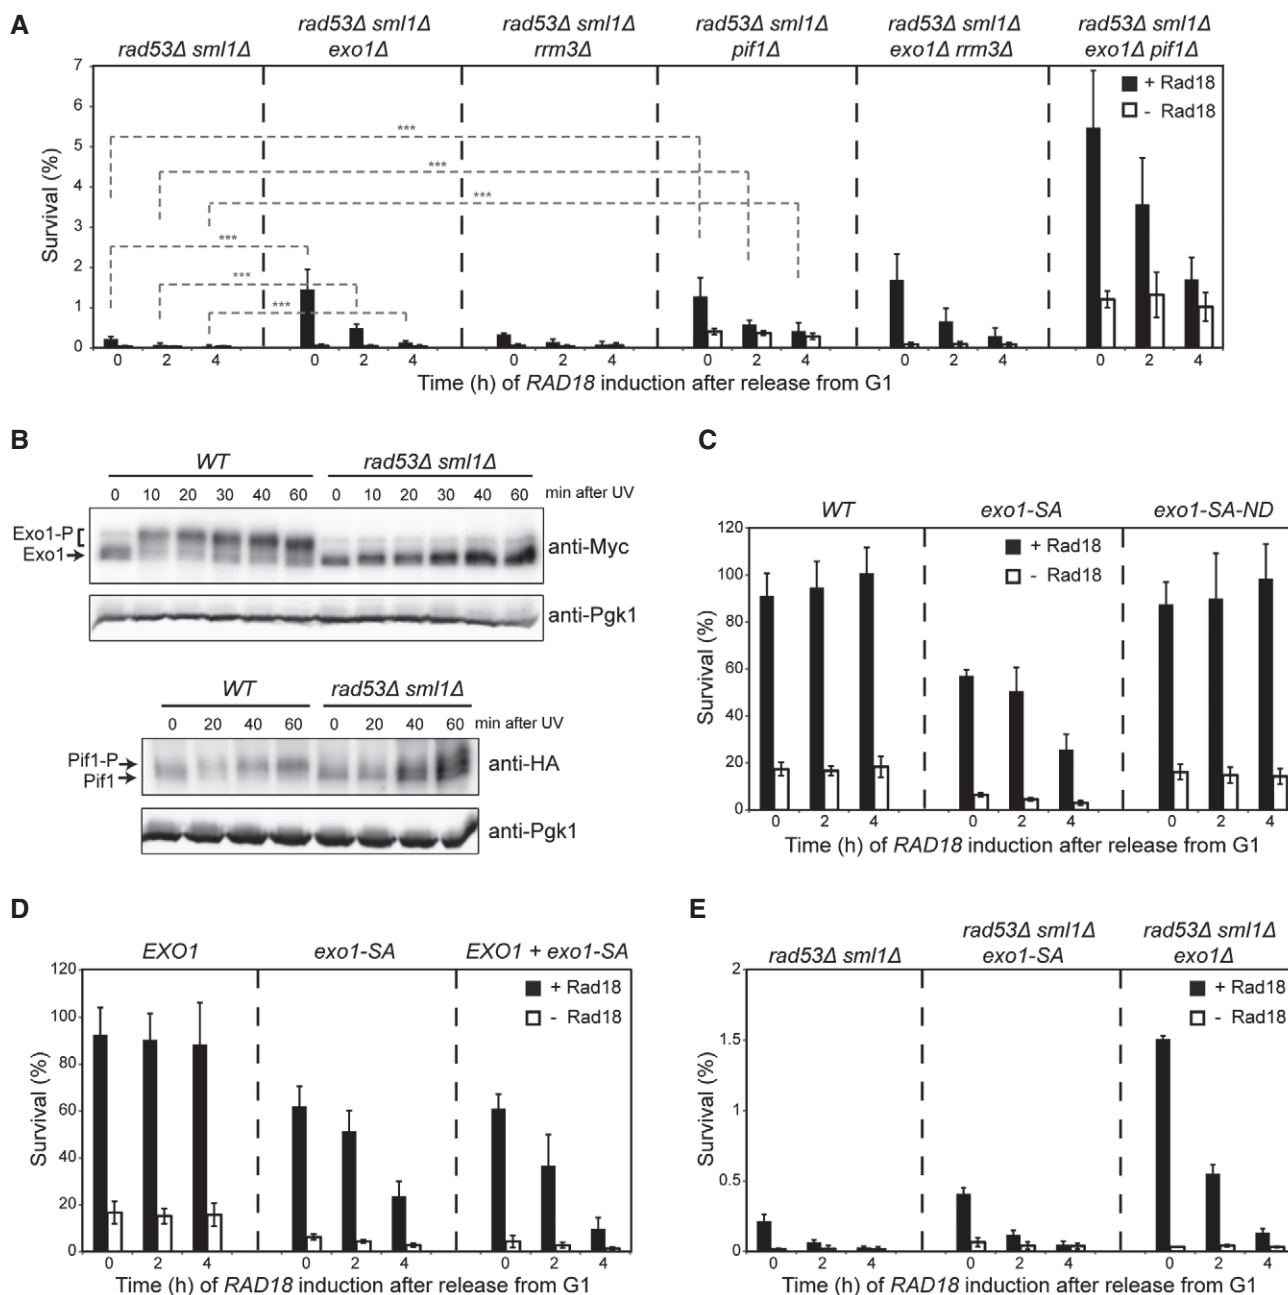 A
rad53Δ sml1Δ
rad53Δ sml1Δ
exo1Δ
rad53Δ sml1Δ
rrm3Δ
rad53Δ sml1Δ
pif1Δ
rad53Δ sml1Δ
exo1Δ rrm3Δ
rad53Δ sml1Δ
exo1Δ pif1Δ
+ Rad18
- Rad18
Survival (%)
7
6
5
4
3
2
1
0
***
***
***
***
***
***
0 2 4 0 2 4 0 2 4 0 2 4 0 2 4 0 2 4
Time (h) of RAD18 induction after release from G1
B
WT rad53Δ sml1Δ
0 10 20 30 40 60 0 10 20 30 40 60 min after UV
Exo1-P
Exo1
anti-Myc
anti-Pgk1
WT rad53Δ sml1Δ
0 20 40 60 0 20 40 60 min after UV
Pif1-P
Pif1
anti-HA
anti-Pgk1
C
WT exo1-SA exo1-SA-ND
+ Rad18
- Rad18
Survival (%)
120
100
80
60
40
20
0
0 2 4 0 2 4 0 2 4
Time (h) of RAD18 induction after release from G1
D
EXO1 exo1-SA EXO1 + exo1-SA
+ Rad18
- Rad18
Survival (%)
120
100
80
60
40
20
0
0 2 4 0 2 4 0 2 4
Time (h) of RAD18 induction after release from G1
E
rad53Δ sml1Δ
rad53Δ sml1Δ
exo1-SA
rad53Δ sml1Δ
exo1Δ
+ Rad18
- Rad18
Survival (%)
2
1.5
1
0.5
0
0 2 4 0 2 4 0 2 4
Time (h) of RAD18 induction after release from G1